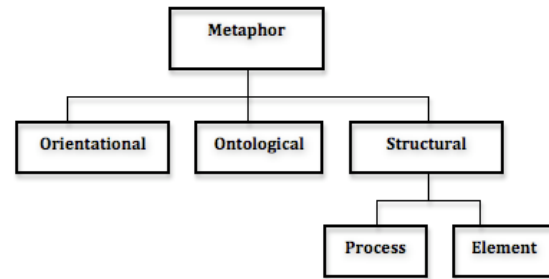 Metaphor
Orientational
Ontological
Structural
Process
Element